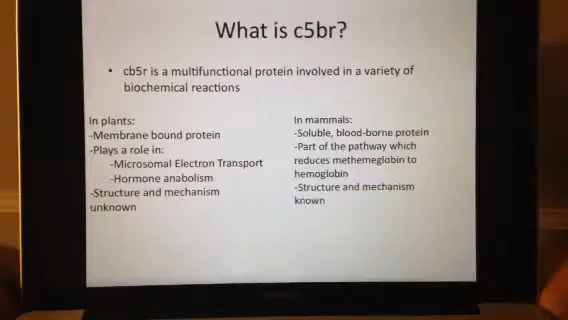 What is c5br?
• cb5r is a multifunctional protein involved in a variety of
biochemical reactions
In plants:
-Membrane bound protein
-Plays a role in:
-Microsomal Electron Transport
-Hormone anabolism
-Structure and mechanism
unknown
In mammals:
-Soluble, blood-borne protein
-Part of the pathway which
reduces methemeglobin to
hemoglobin
-Structure and mechanism
known